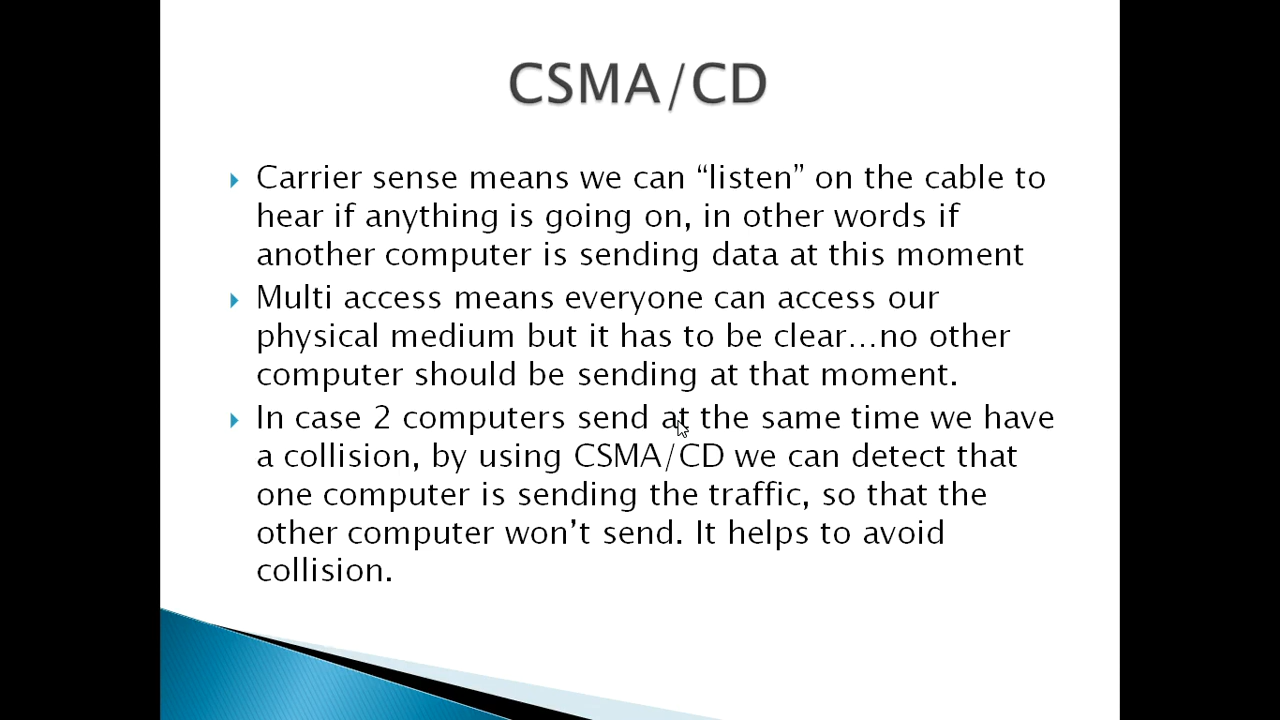 CSMA/CD
Carrier sense means we can “listen” on the cable to
hear if anything is going on, in other words if
another computer is sending data at this moment
Multi access means everyone can access our
physical medium but it has to be clear...no other
computer should be sending at that moment.
In case 2 computers send at the same time we have
a collision, by using CSMA/CD we can detect that
one computer is sending the traffic, so that the
other computer won’t send. It helps to avoid
collision.